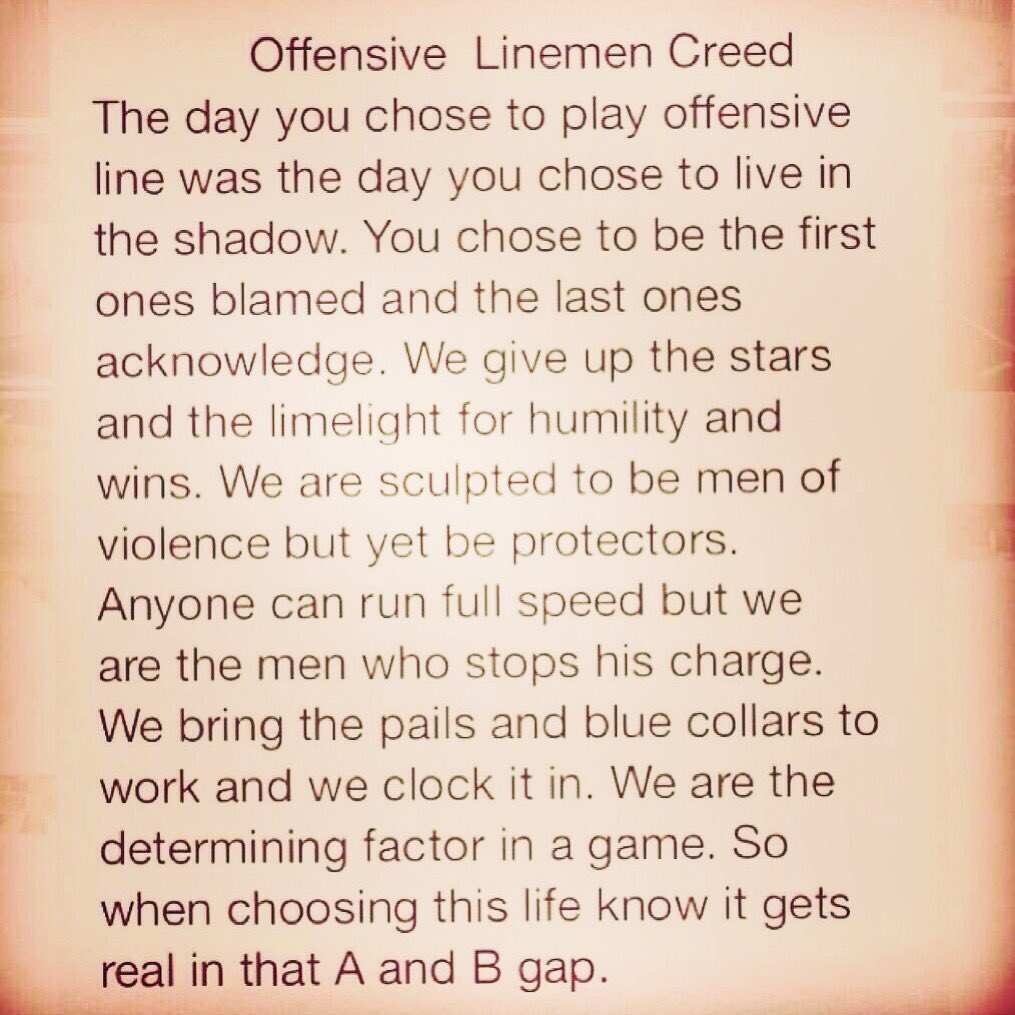 Offensive Linemen Creed
The day you chose to play offensive
line was the day you chose to live in
the shadow. You chose to be the first
ones blamed and the last ones
acknowledge. We give up the stars
and the limelight for humility and
wins. We are sculpted to be men of
violence but yet be protectors.
Anyone can run full speed but we
are the men who stops his charge.
We bring the pails and blue collars to
work and we clock it in. We are the
determining factor in a game. So
when choosing this life know it gets
real in that A and B gap.